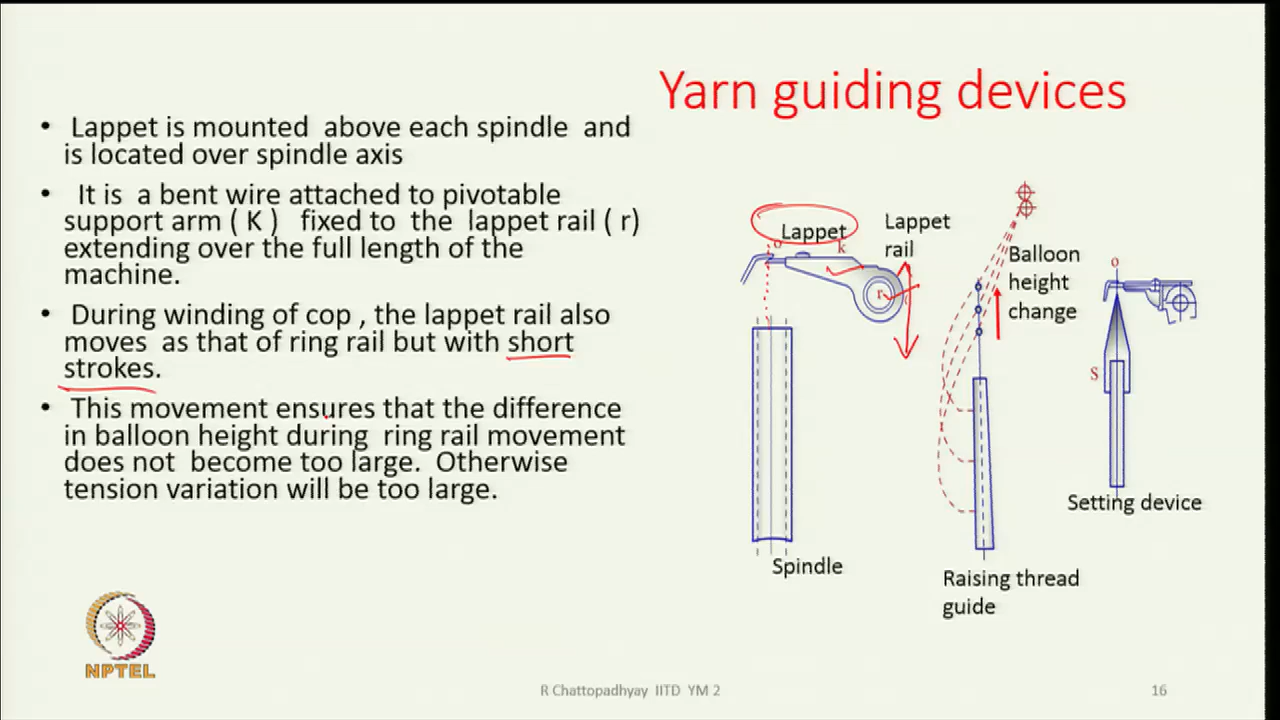 Yarn guiding devices
• Lappet is mounted above each spindle and
is located over spindle axis
• It is a bent wire attached to pivotable
support arm ( K ) fixed to the lappet rail ( r)
extending over the full length of the
machine.
• During winding of cop , the lappet rail also
moves as that of ring rail but with short
strokes.
• This movement ensures that the difference
in balloon height during ring rail movement
does not become too large. Otherwise
tension variation will be too large.
Lappet
Lappet
rail
o
k
r
Spindle
Balloon
height
change
Raising thread
guide
o
S
Setting device
NPTEL
R Chattopadhyay IITD YM 2
16